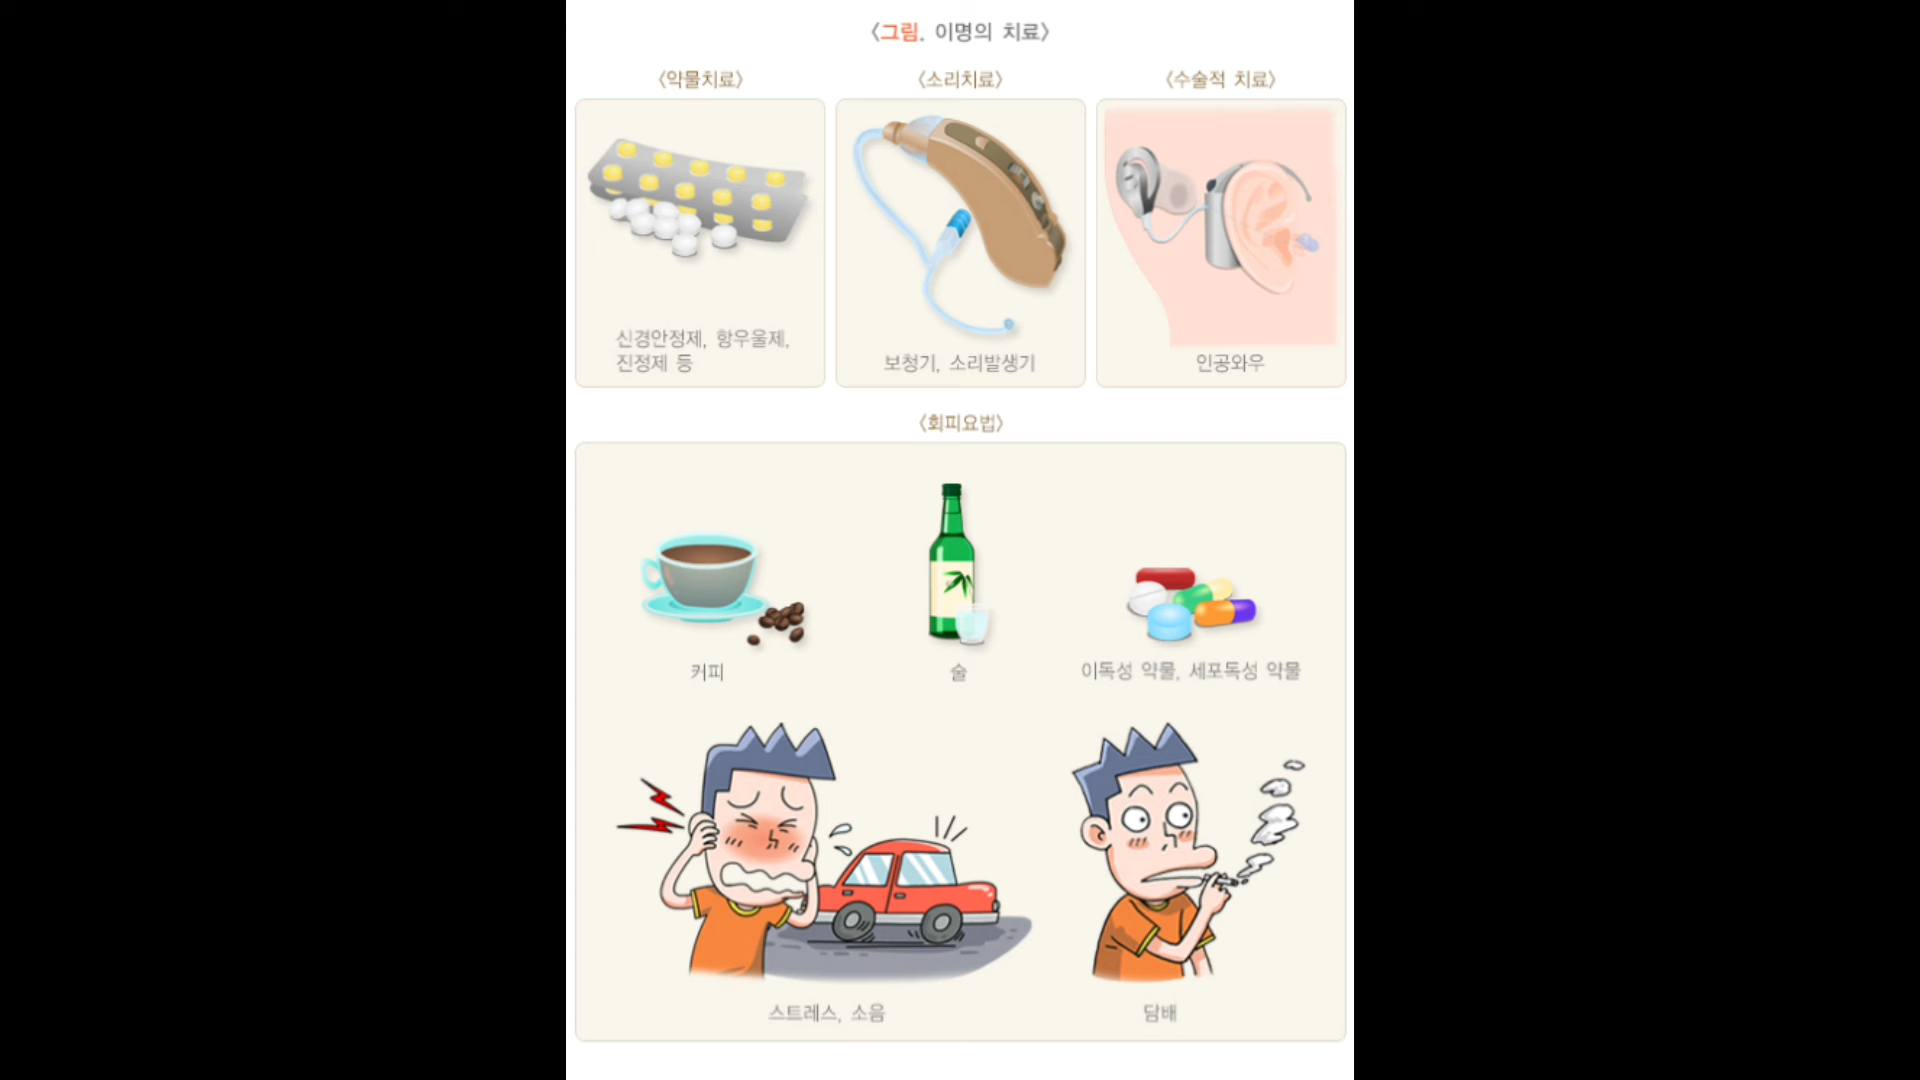 <그림. 이명의 치료>
<약물치료>
<소리치료>
<수술적 치료>
신경안정제, 항우울제,
진정제 등
보청기, 소리발생기
인공와우
<회피요법>
커피
술
이독성 약물, 세포독성 약물
스트레스, 소음
담배